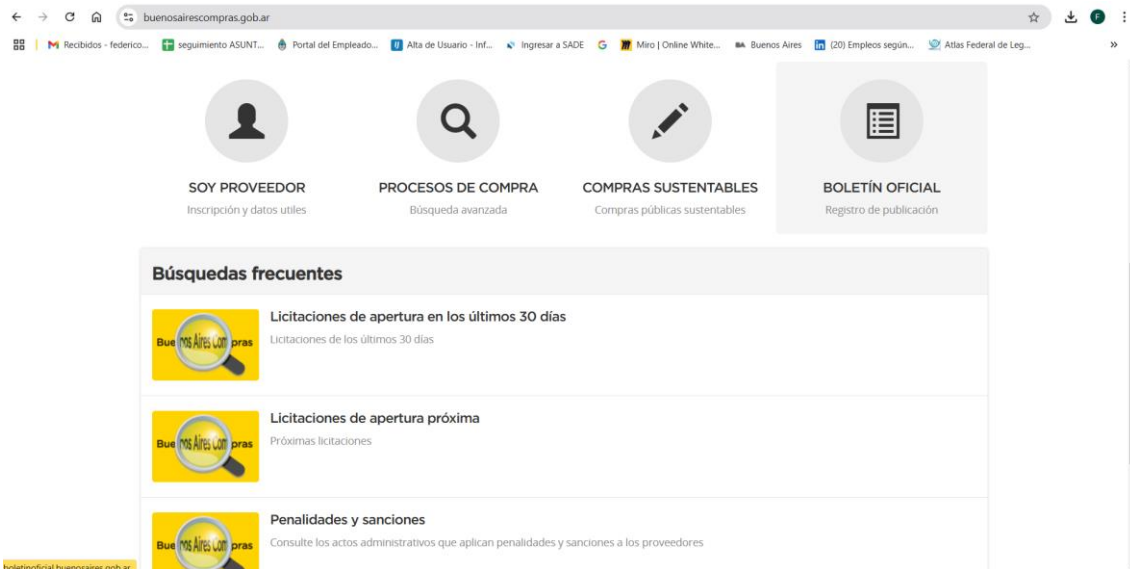 buenosairescompras.gob.ar
F
Recibidos - federico...
seguimiento ASUNT...
Portal del Empleado...
Alta de Usuario - Inf...
Ingresar a SADE
G
Miro | Online White...
BA Buenos Aires
in (20) Empleos según...
Atlas Federal de Leg...
»
SOY PROVEEDOR
Inscripción y datos utiles
PROCESOS DE COMPRA
Búsqueda avanzada
COMPRAS SUSTENTABLES
Compras públicas sustentables
BOLETÍN OFICIAL
Registro de publicación
Búsquedas frecuentes
Buenos Aires Compras
Licitaciones de apertura en los últimos 30 días
Licitaciones de los últimos 30 días
Buenos Aires Compras
Licitaciones de apertura próxima
Próximas licitaciones
Buenos Aires Compras
Penalidades y sanciones
Consulte los actos administrativos que aplican penalidades y sanciones a los proveedores
boletinoficial.buenosaires.gob.ar